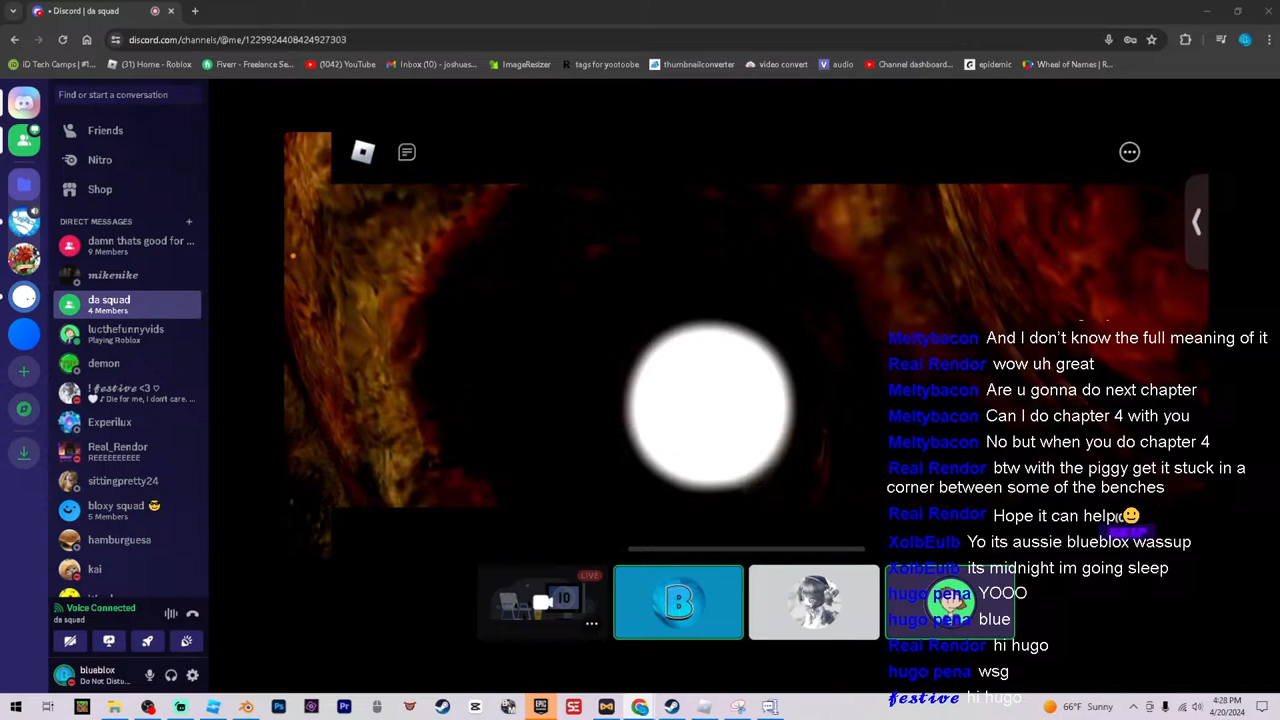 Discord | da squad
discord.com/channels/@me/1229924408424927303
iD Tech Camps | #1...
(31) Home - Roblox
Fiverr - Freelance Se...
(1042) YouTube
Inbox (10) - joshuas...
ImageResizer
tags for yootoobe
thumbnailconverter
video convert
audio
Channel dashboard...
epidemic
Wheel of Names | R...
Find or start a conversation
Friends
Nitro
Shop
DIRECT MESSAGES
damn thats good for ...
9 Members
mikenike
da squad
4 Members
lucthefunnyvids
Playing Roblox
demon
! festive <3 ♡
🤍 ♪ Die for me, I don't care. ...
Experilux
Real_Rendor
REEEEEEEEEE
sittingpretty24
bloxy squad 😎
5 Members
hamburguesa
kai
Voice Connected
da squad
blueblox
Do Not Distu...
LIVE
10
B
Meltybacon And I don’t know the full meaning of it
Real Rendor wow uh great
Meltybacon Are u gonna do next chapter
Meltybacon Can I do chapter 4 with you
Meltybacon No but when you do chapter 4
Real Rendor btw with the piggy get it stuck in a
corner between some of the benches
Real Rendor Hope it can help🙂
XolbEulb Yo its aussie blueblox wassup
XolbEulb its midnight im going sleep
hugo pena YOOO
hugo pena blue
Real Rendor hi hugo
hugo pena wsg
festive hi hugo
66°F Sunny
4:28 PM
4/20/2024